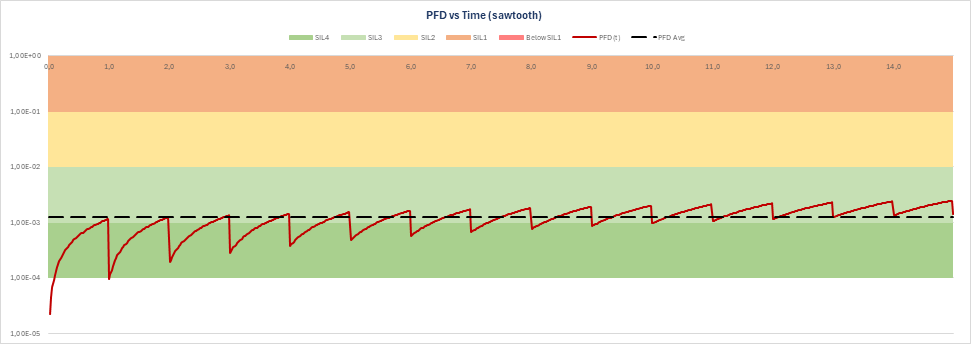 PFD vs Time (sawtooth)
SIL4 SIL3 SIL2 SIL1 Below SIL1 PFD(t) PFD Avg
1,00E+00
0,0 1,0 2,0 3,0 4,0 5,0 6,0 7,0 8,0 9,0 10,0 11,0 12,0 13,0 14,0
1,00E-01
1,00E-02
1,00E-03
1,00E-04
1,00E-05